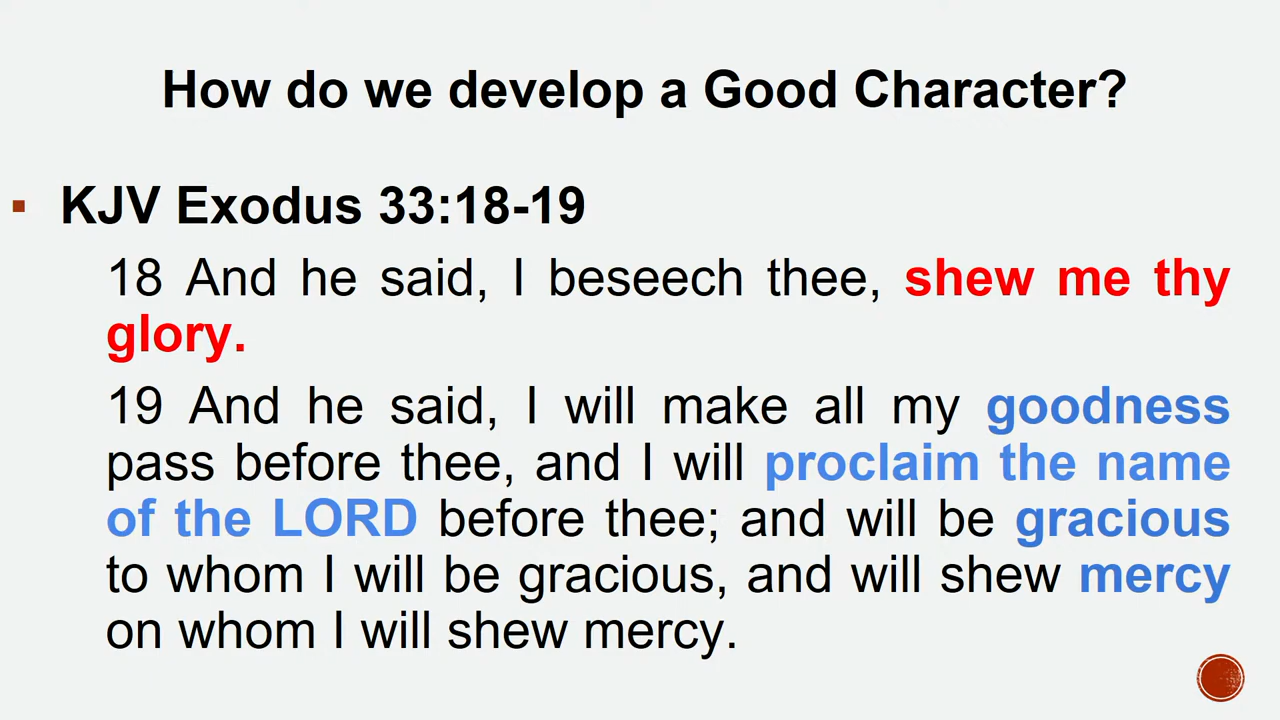 How do we develop a Good Character?
▪ KJV Exodus 33:18-19
18 And he said, I beseech thee, shew me thy
glory.
19 And he said, I will make all my goodness
pass before thee, and I will proclaim the name
of the LORD before thee; and will be gracious
to whom I will be gracious, and will shew mercy
on whom I will shew mercy.